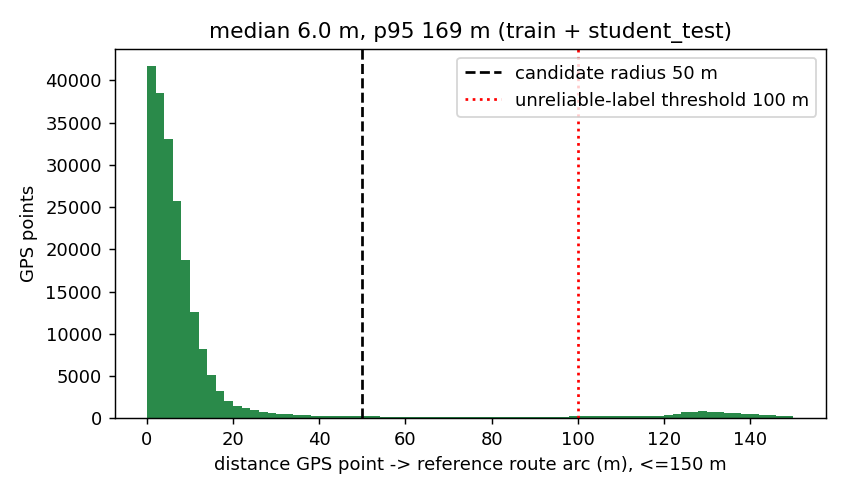 median 6.0 m, p95 169 m (train + student_test)
candidate radius 50 m
unreliable-label threshold 100 m
GPS points
40000
35000
30000
25000
20000
15000
10000
5000
0
0 20 40 60 80 100 120 140
distance GPS point -> reference route arc (m), <=150 m